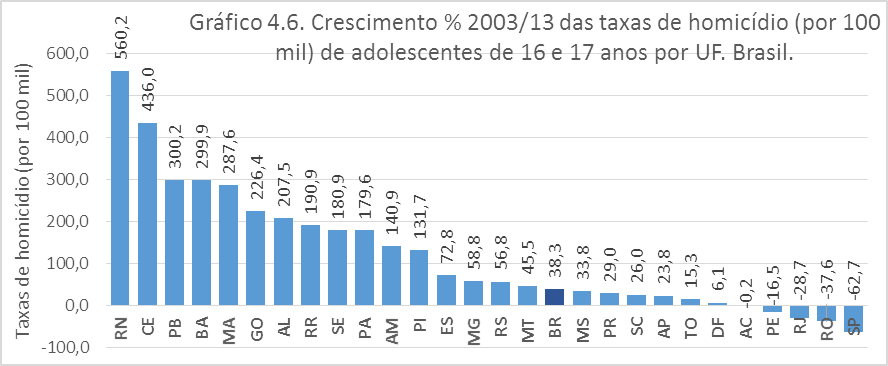 Gráfico 4.6. Crescimento % 2003/13 das taxas de homicídio (por 100
mil) de adolescentes de 16 e 17 anos por UF. Brasil.
Taxas de homicídio (por 100 mil)
600,0
500,0
400,0
300,0
200,0
100,0
0,0
-100,0
560,2
436,0
300,2
299,9
287,6
226,4
207,5
190,9
180,9
179,6
140,9
131,7
72,8
58,8
56,8
45,5
38,3
33,8
29,0
26,0
23,8
15,3
6,1
-0,2
-16,5
-28,7
-37,6
-62,7
RN
CE
PB
BA
MA
GO
AL
RR
SE
PA
AM
PI
ES
MG
RS
MT
BR
MS
PR
SC
AP
TO
DF
AC
PE
RJ
RO
SP